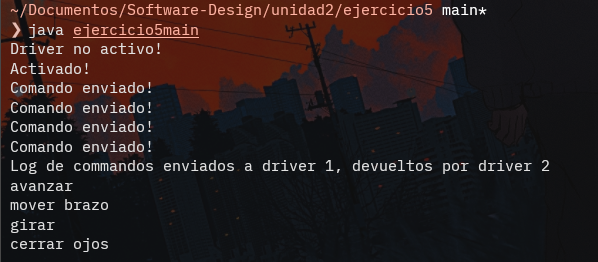 ~/Documentos/Software-Design/unidad2/ejercicio5 main*
❯ java ejercicio5main
Driver no activo!
Activado!
Comando enviado!
Comando enviado!
Comando enviado!
Comando enviado!
Log de commandos enviados a driver 1, devueltos por driver 2
avanzar
mover brazo
girar
cerrar ojos